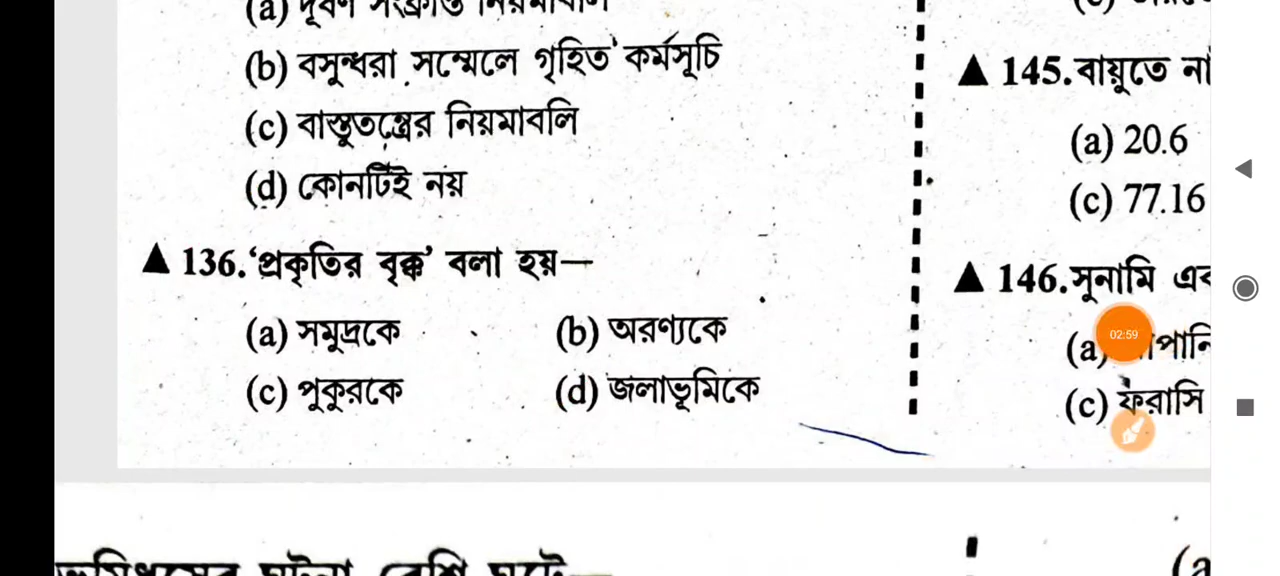 (b) বসুন্ধরা সম্মেলে গৃহিত কর্মসূচি
(c) বাস্তুতন্ত্রের নিয়মাবলি
(d) কোনটিই নয়
▲ 136. ‘প্রকৃতির বৃক্ক’ বলা হয়—
(a) সমুদ্রকে (b) অরণ্যকে
(c) পুকুরকে (d) জলাভূমিকে
▲ 145. বায়ুতে
(a) 20.6
(c) 77.16
▲ 146. সুনামি
02:59
(a)
(c) ফরাসি